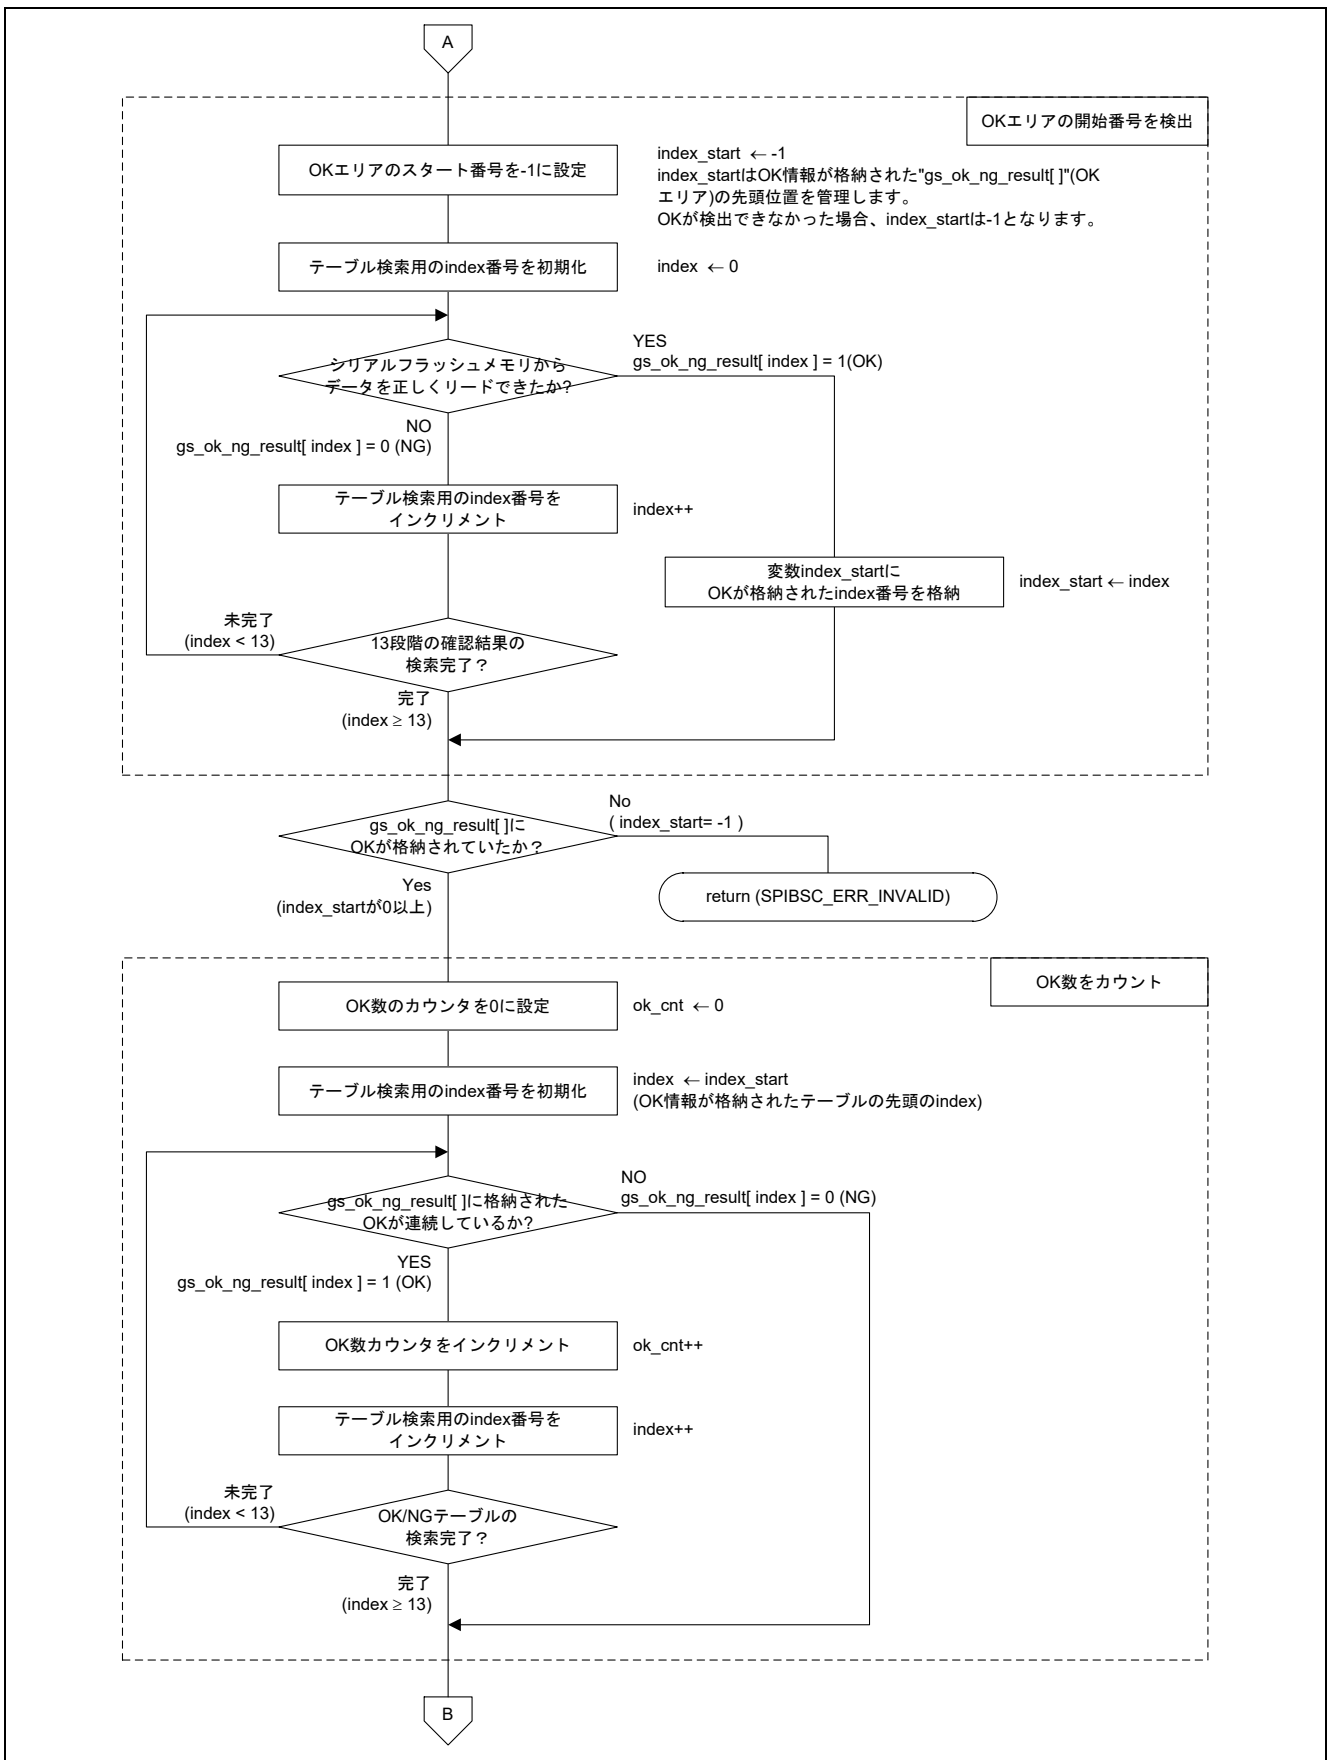 A
OKエリアの開始番号を検出
OKエリアのスタート番号を-1に設定
index_start ← -1
index_startはOK情報が格納された"gs_ok_ng_result[ ]"(OK
エリア)の先頭位置を管理します。
OKが検出できなかった場合、index_startは-1となります。
テーブル検索用のindex番号を初期化
index ← 0
シリアルフラッシュメモリから
データを正しくリードできたか?
YES
gs_ok_ng_result[ index ] = 1(OK)
NO
gs_ok_ng_result[ index ] = 0 (NG)
テーブル検索用のindex番号を
インクリメント
index++
変数index_startに
OKが格納されたindex番号を格納
index_start ← index
未完了
(index < 13)
13段階の確認結果の
検索完了？
完了
(index ≥ 13)
gs_ok_ng_result[ ]に
OKが格納されていたか？
No
( index_start= -1 )
Yes
(index_startが0以上)
return (SPIBSC_ERR_INVALID)
OK数をカウント
OK数のカウンタを0に設定
ok_cnt ← 0
テーブル検索用のindex番号を初期化
index ← index_start
(OK情報が格納されたテーブルの先頭のindex)
gs_ok_ng_result[ ]に格納された
OKが連続しているか?
NO
gs_ok_ng_result[ index ] = 0 (NG)
YES
gs_ok_ng_result[ index ] = 1 (OK)
OK数カウンタをインクリメント
ok_cnt++
テーブル検索用のindex番号を
インクリメント
index++
未完了
(index < 13)
OK/NGテーブルの
検索完了？
完了
(index ≥ 13)
B